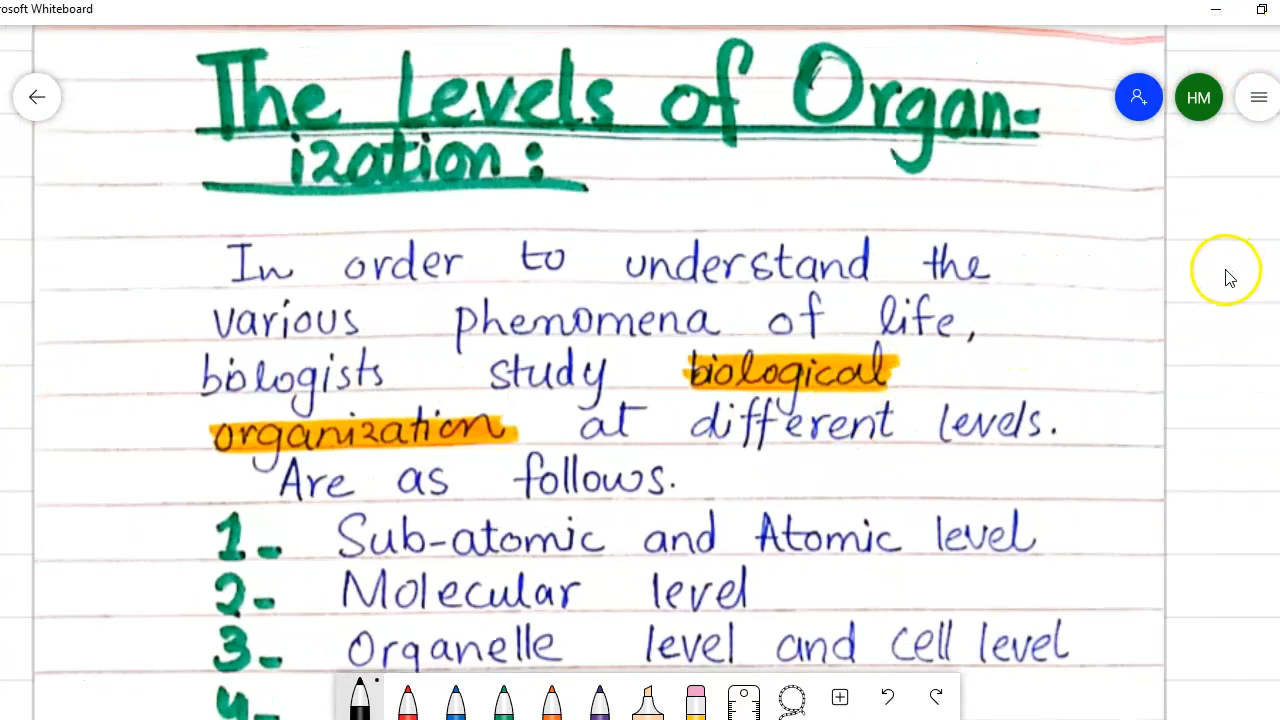 rosoft Whiteboard
The Levels of Organ-
ization:
HM
In order to understand the
various phenomena of life,
biologists study biological
organization at different levels.
Are as follows.
1- Sub-atomic and Atomic level
2- Molecular level
3- Organelle level and cell level
4-